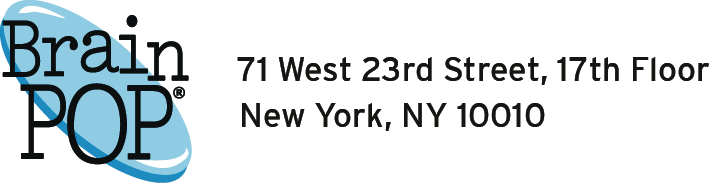 Brain
POP®
71 West 23rd Street, 17th Floor
New York, NY 10010